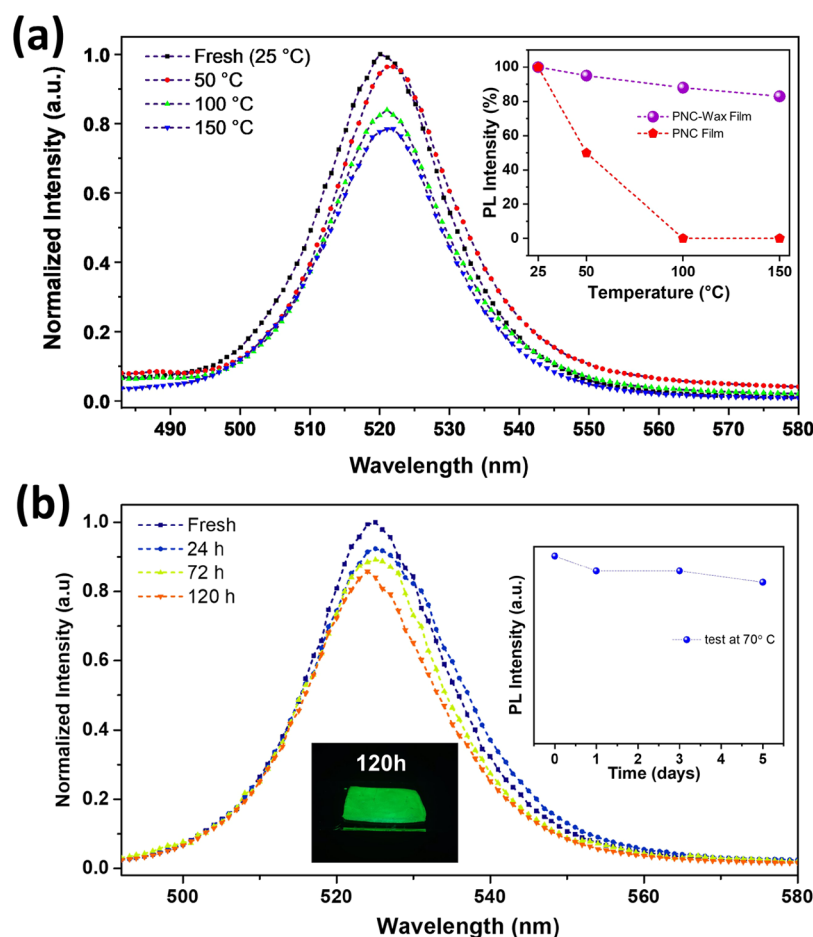 (a)
Normalized Intensity (a.u.)
1.0
0.8
0.6
0.4
0.2
0.0
Fresh (25 °C)
50 °C
100 °C
150 °C
490 500 510 520 530 540 550 560 570 580
Wavelength (nm)
PL Intensity (%)
100
80
60
40
20
0
PNC-Wax Film
PNC Film
25 50 100 150
Temperature (°C)
(b)
Normalized Intensity (a.u)
1.0
0.8
0.6
0.4
0.2
0.0
Fresh
24 h
72 h
120 h
120h
500 520 540 560 580
Wavelength (nm)
PL Intensity (a.u.)
test at 70° C
0 1 3 5
Time (days)